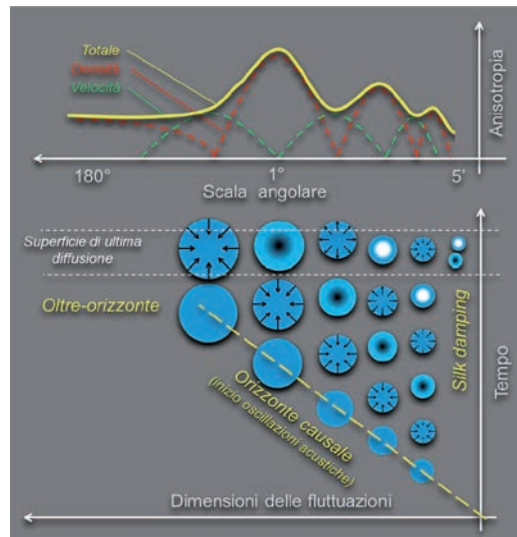 Totale
Densità
Velocità
Anisotropia
180°
1°
5'
Scala angolare
Superficie di ultima
diffusione
Oltre-orizzonte
Orizzonte causale
(inizio oscillazioni acustiche)
Silk damping
Tempo
Dimensioni delle fluttuazioni